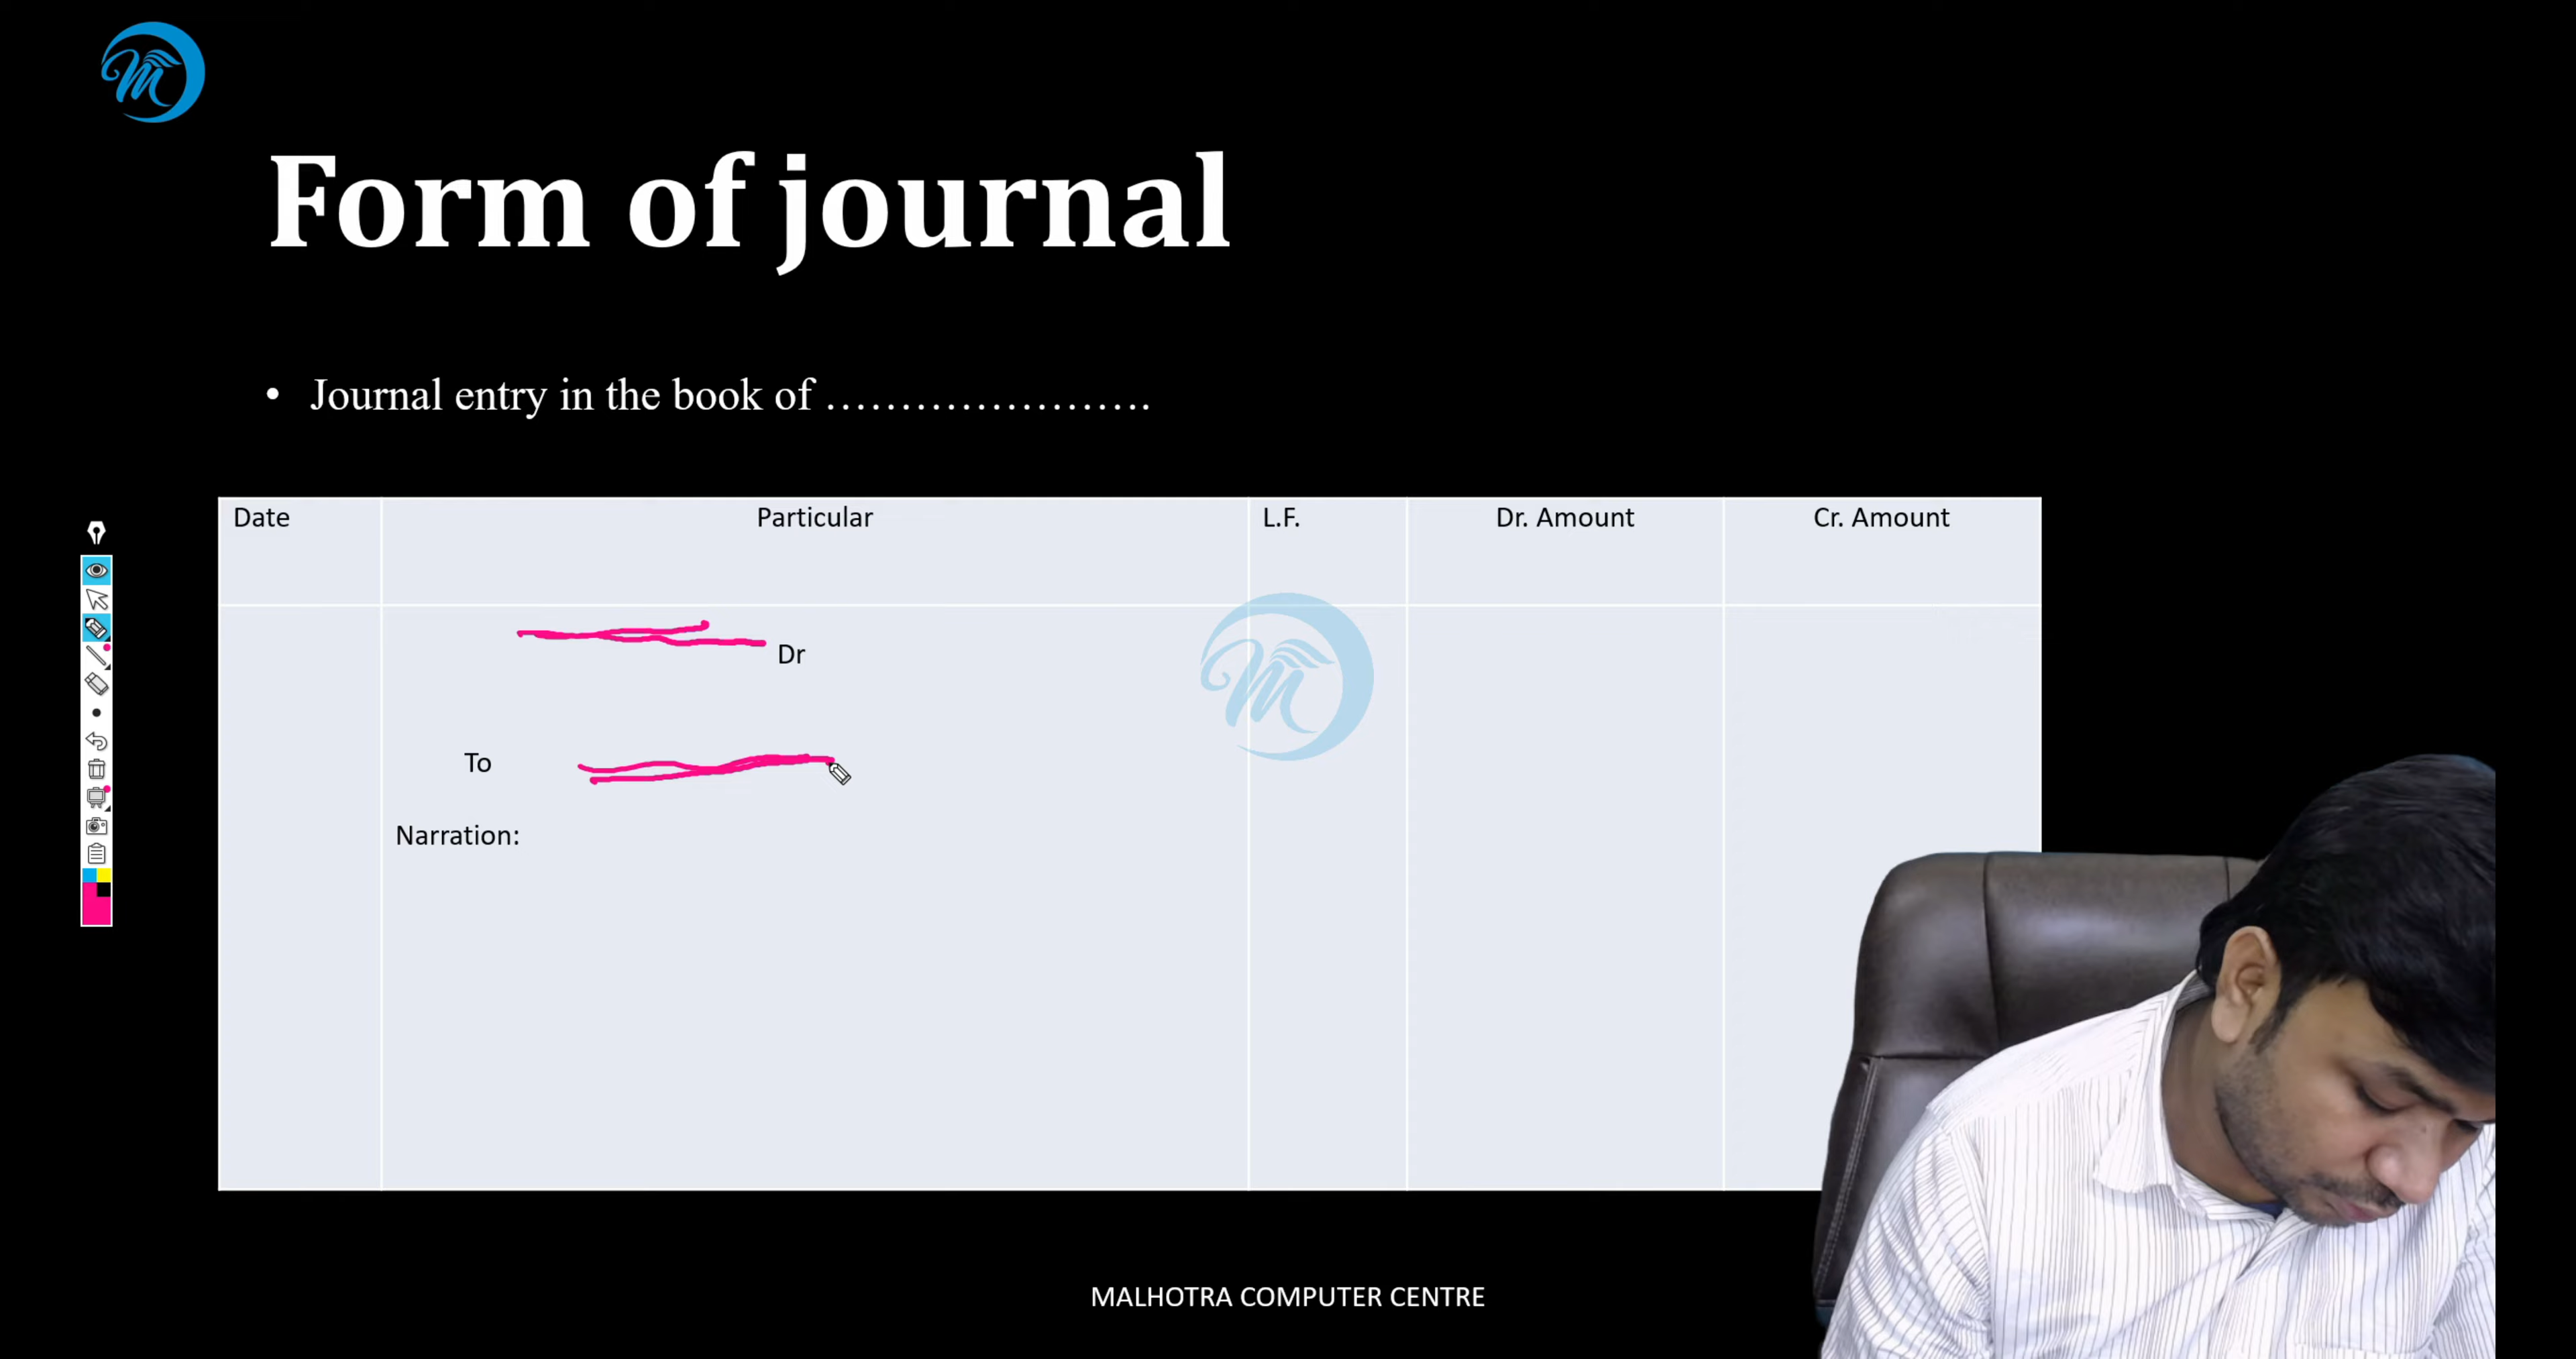 Form of journal
• Journal entry in the book of ......................
Date Particular L.F. Dr. Amount Cr. Amount
Dr
To
Narration:
MALHOTRA COMPUTER CENTRE